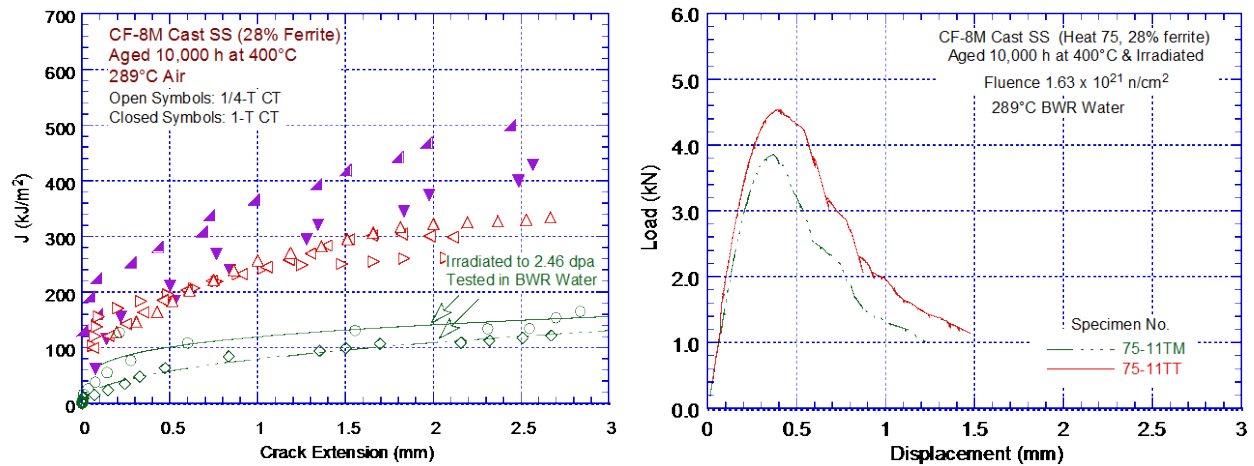 700
600
500
400
300
200
100
0
J (kJ/m²)
CF-8M Cast SS (28% Ferrite)
Aged 10,000 h at 400°C
289°C Air
Open Symbols: 1/4-T CT
Closed Symbols: 1-T CT
Irradiated to 2.46 dpa
Tested in BWR Water
0 0.5 1 1.5 2 2.5 3
Crack Extension (mm)
6.0
5.0
4.0
3.0
2.0
1.0
0.0
Load (kN)
CF-8M Cast SS (Heat 75, 28% ferrite)
Aged 10,000 h at 400°C & Irradiated
Fluence 1.63 x 10²¹ n/cm²
289°C BWR Water
Specimen No.
75-11TM
75-11TT
0 0.5 1 1.5 2 2.5 3
Displacement (mm)